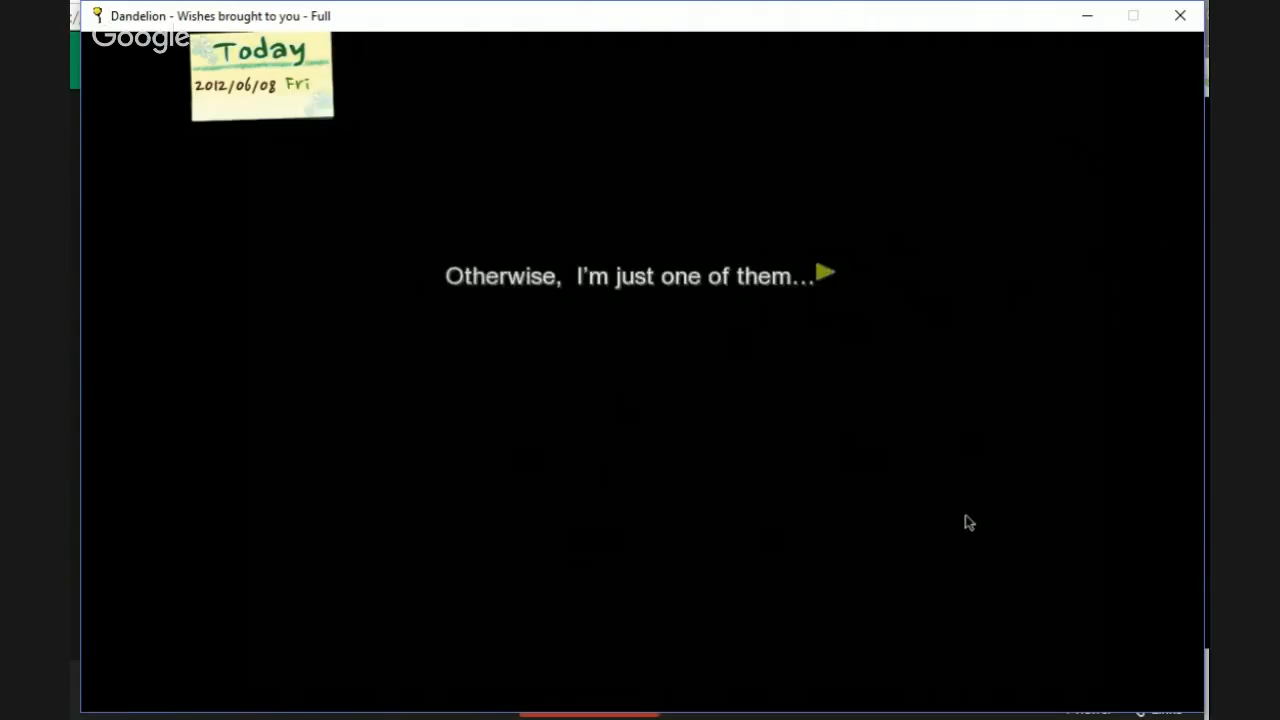 Dandelion - Wishes brought to you - Full
Google
Today
2012/06/08 Fri
Otherwise, I'm just one of them...